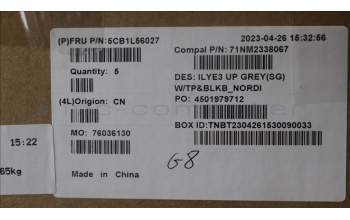 (P)FRU P/N:5CB1L56027
2023-04-26 15:32:56
Compal P/N: 71NM2338067
Quantity: 5
DES: ILYE3 UP GREY(SG)
W/TP&BLKB_NORDI
(4L)Origion: CN
PO: 4501979712
MO: 76036130
BOX ID:TNBT2304261530090033
15:22
65kg
G8
Made in China